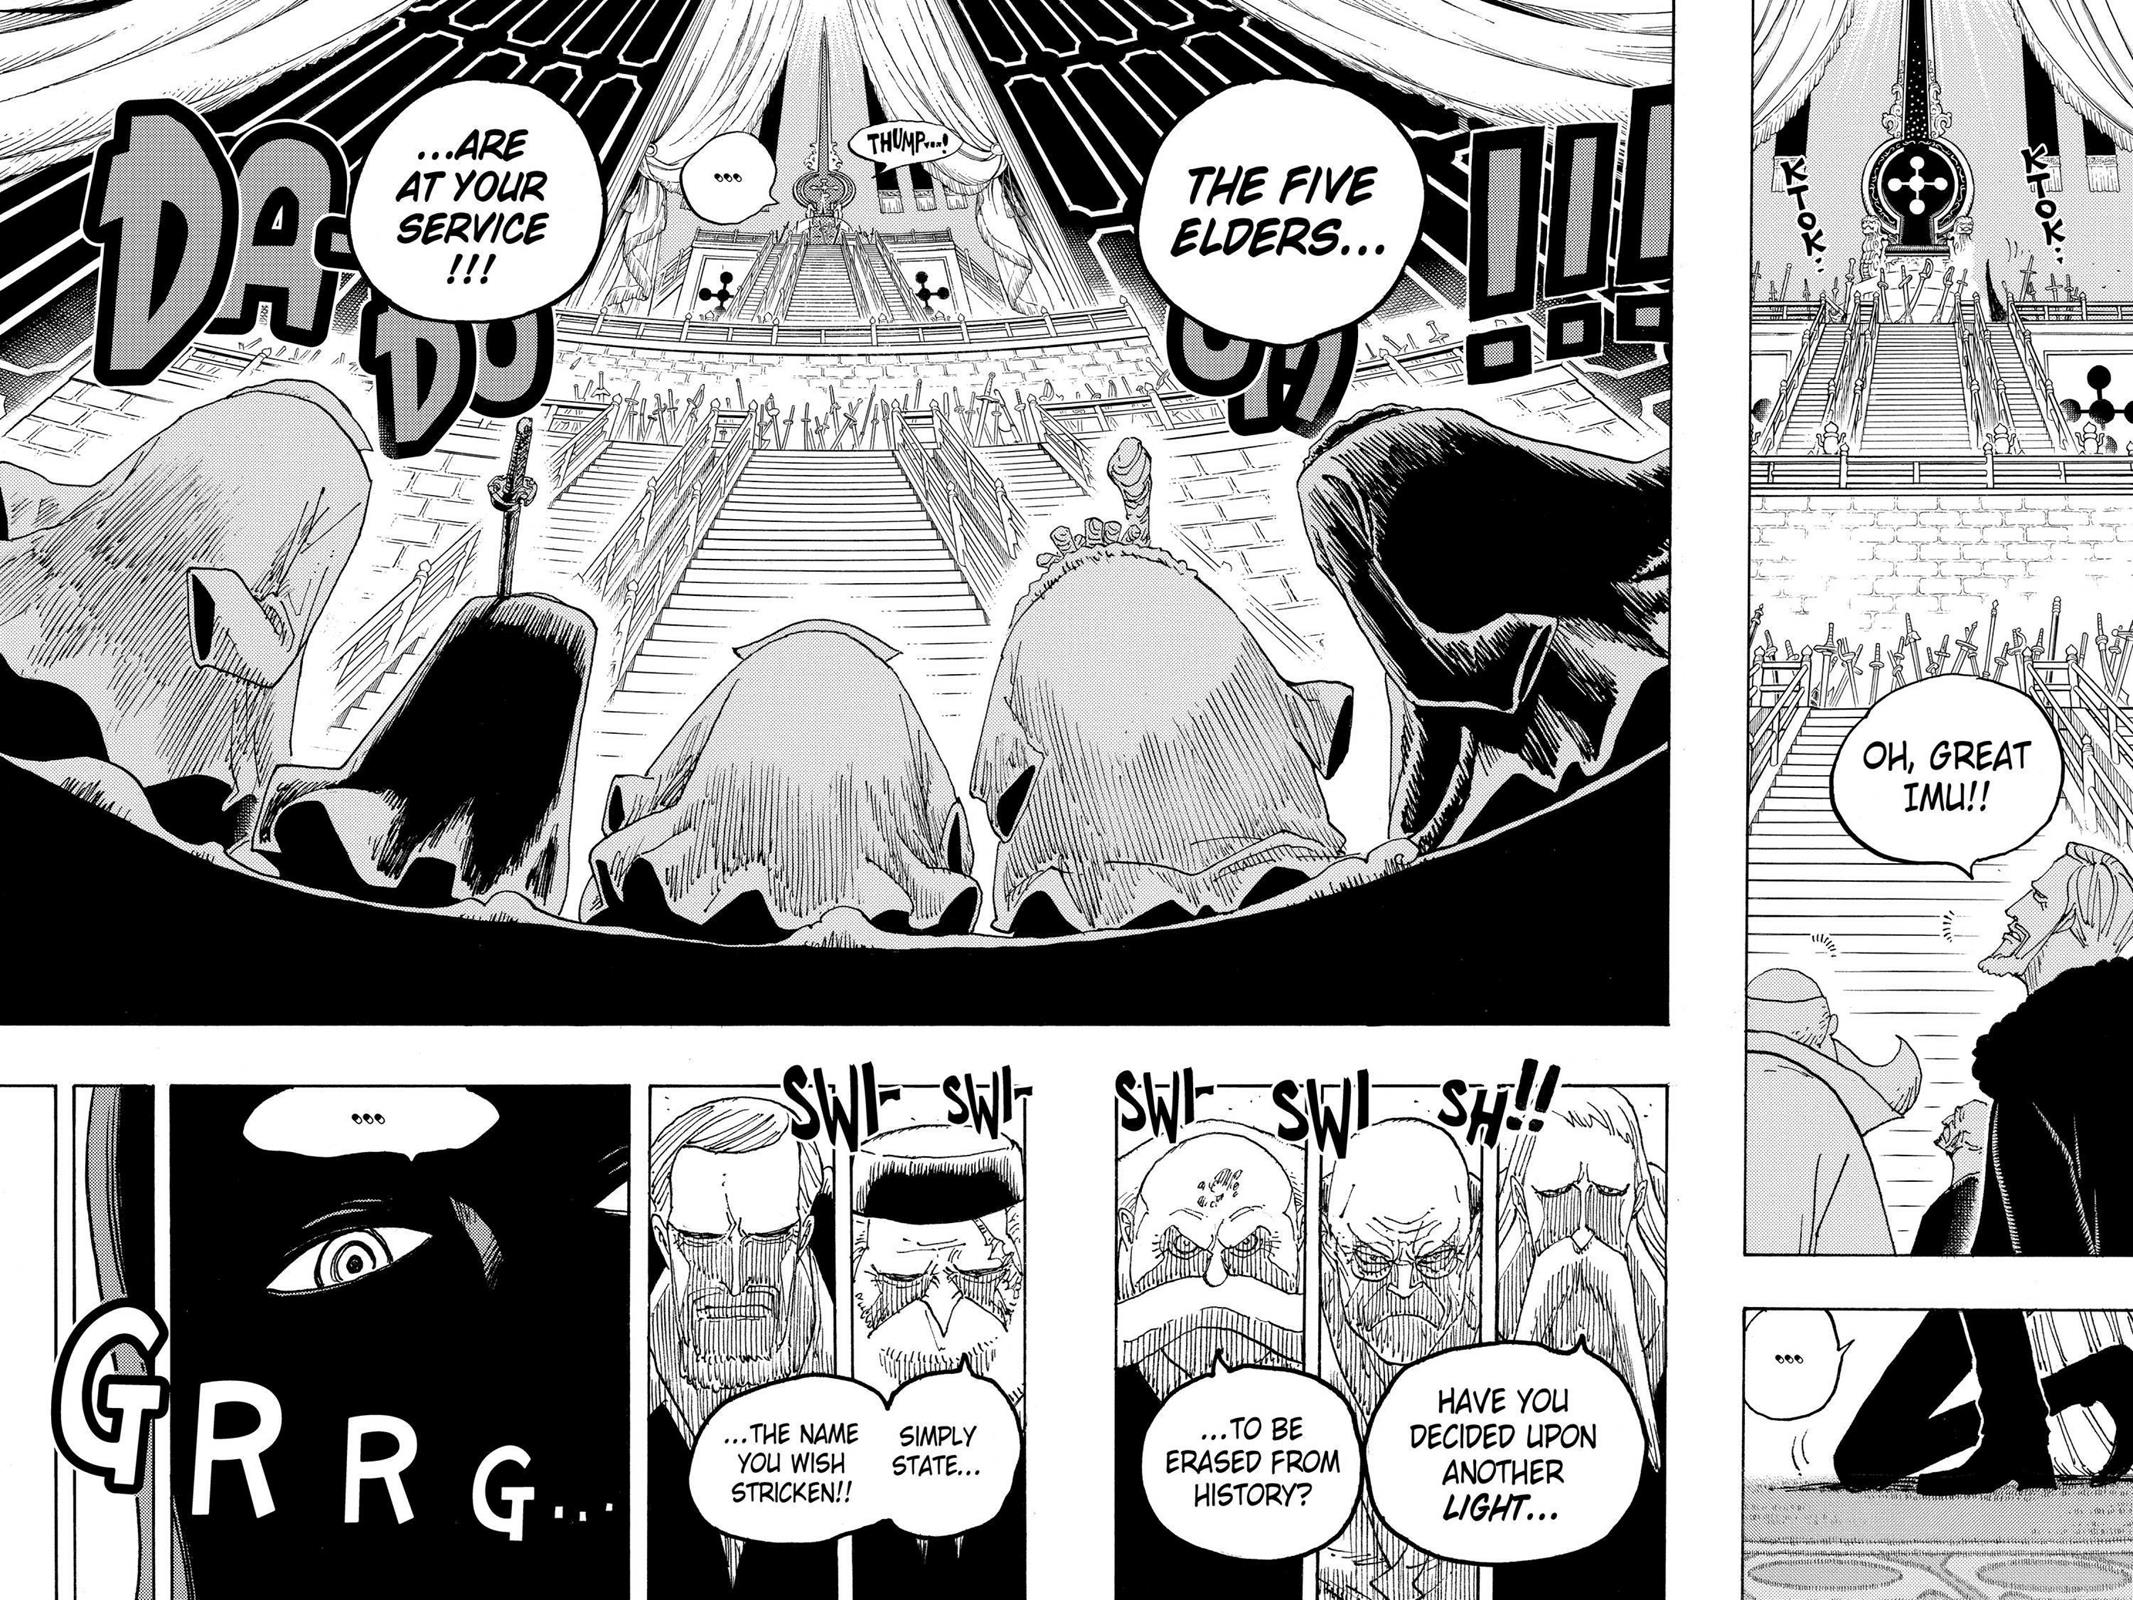 KTOK.
KTOK.
OH, GREAT
IMU!!
...
THE FIVE
ELDERS...
THUMP...!
...
...ARE
AT YOUR
SERVICE
!!!
DA-
DO
OH
!!!
SWI-
SWI-
SWI-
SWI
SH!!
HAVE YOU
DECIDED UPON
ANOTHER
LIGHT...
...TO BE
ERASED FROM
HISTORY?
SIMPLY
STATE...
...THE NAME
YOU WISH
STRICKEN!!
...
GRRG...